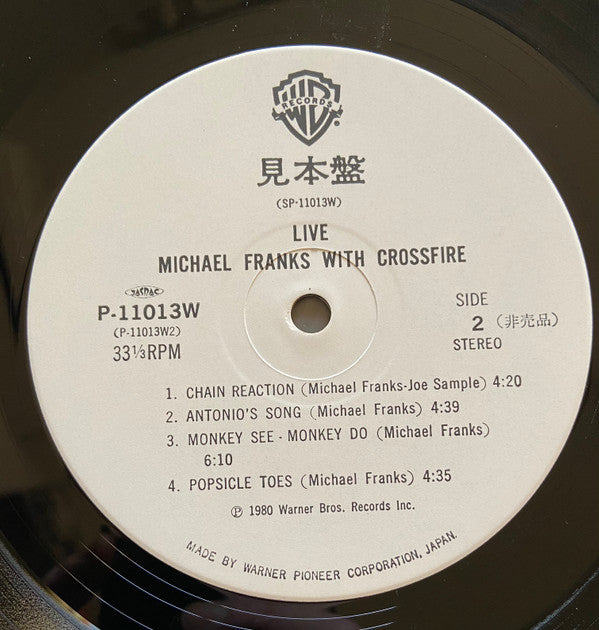 W RECORDS
®
見本盤
(SP-11013W)
LIVE
MICHAEL FRANKS WITH CROSSFIRE
JASRAC
P-11013W
(P-11013W2)
33⅓RPM
SIDE
2 (非売品)
STEREO
1. CHAIN REACTION (Michael Franks-Joe Sample) 4:20
2. ANTONIO'S SONG (Michael Franks) 4:39
3. MONKEY SEE - MONKEY DO (Michael Franks)
6:10
4. POPSICLE TOES (Michael Franks) 4:35
Ⓟ 1980 Warner Bros. Records Inc.
MADE BY WARNER PIONEER CORPORATION, JAPAN.